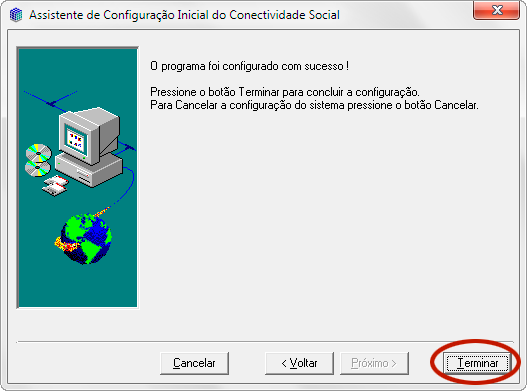 Assistente de Configuração Inicial do Conectividade Social
O programa foi configurado com sucesso !
Pressione o botão Terminar para concluir a configuração.
Para Cancelar a configuração do sistema pressione o botão Cancelar.
Cancelar
< Voltar
Próximo >
Terminar